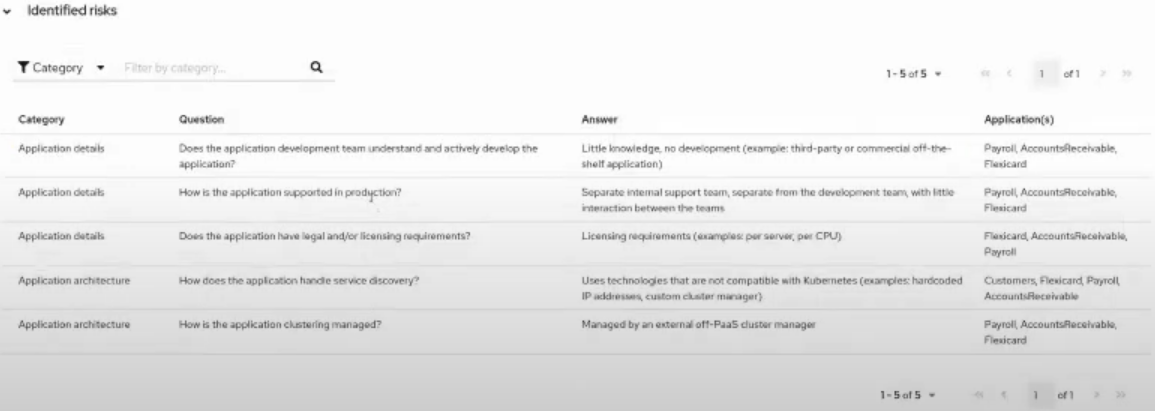 Identified risks
Category
Filter by category...
1 - 5 of 5
1
of 1
Category Question Answer Application(s)
Application details
Does the application development team understand and actively develop the
application?
Little knowledge, no development (example: third-party or commercial off-the-
shelf application)
Payroll, AccountsReceivable,
Flexicard
Application details
How is the application supported in production?
Separate internal support team, separate from the development team, with little
interaction between the teams
Payroll, AccountsReceivable,
Flexicard
Application details
Does the application have legal and/or licensing requirements?
Licensing requirements (examples: per server, per CPU)
Flexicard, AccountsReceivable,
Payroll
Application architecture
How does the application handle service discovery?
Uses technologies that are not compatible with Kubernetes (examples: hardcoded
IP addresses, custom cluster manager)
Customers, Flexicard, Payroll,
AccountsReceivable
Application architecture
How is the application clustering managed?
Managed by an external off-PaaS cluster manager
Payroll, AccountsReceivable,
Flexicard
1 - 5 of 5
1
of 1